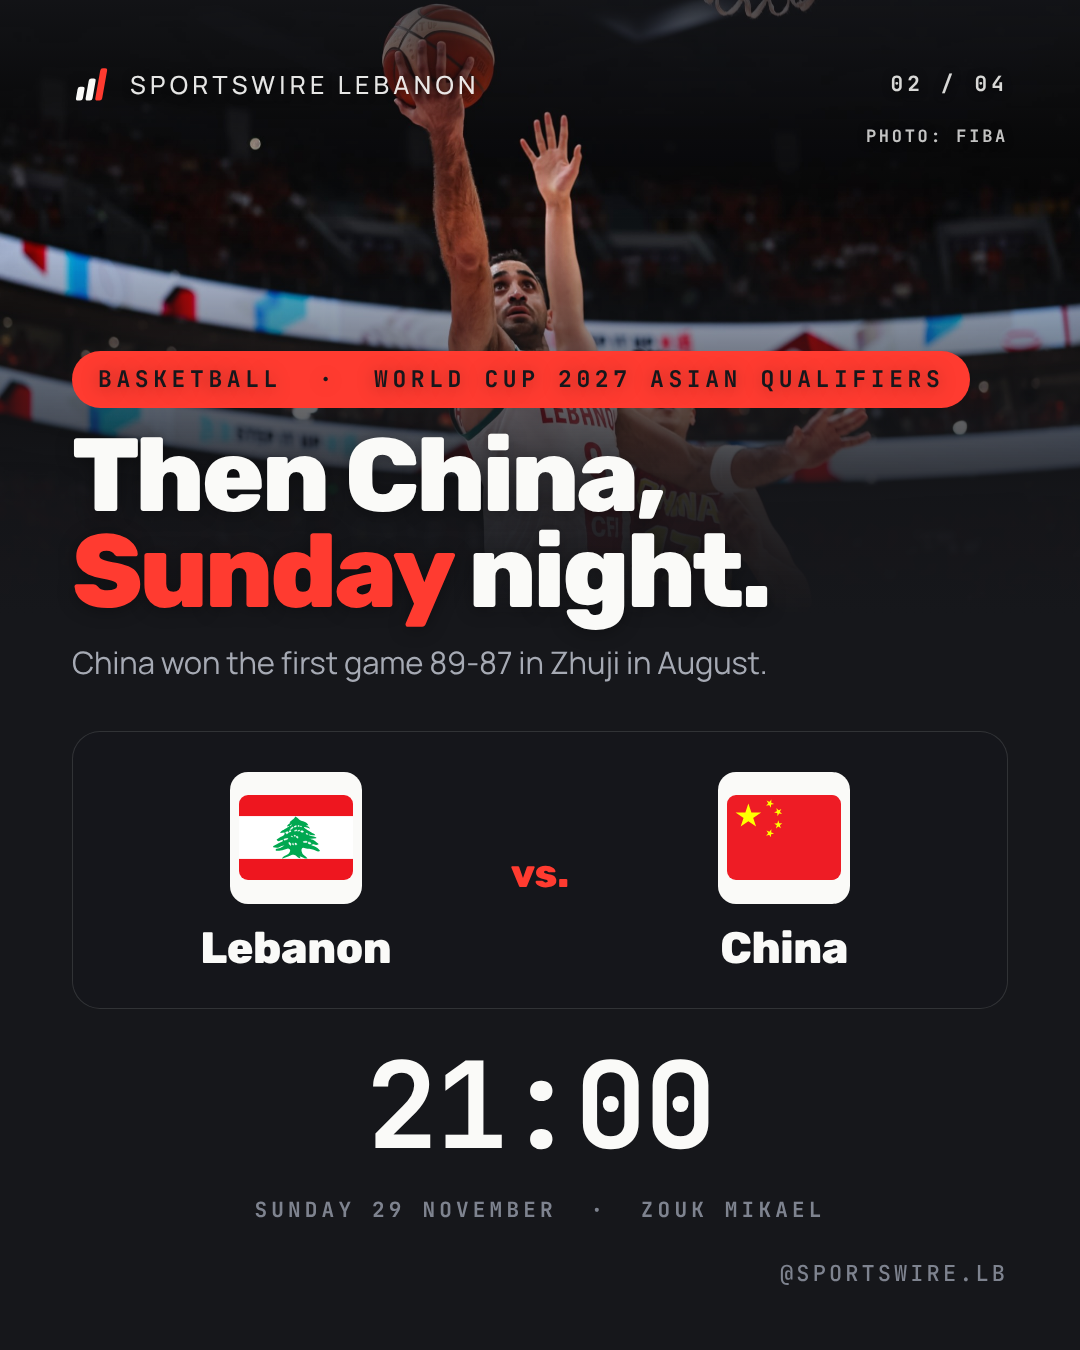 SPORTSWIRE LEBANON
02 / 04
PHOTO: FIBA
BASKETBALL · WORLD CUP 2027 ASIAN QUALIFIERS
LEBANON
Then China,
Sunday night.
China won the first game 89-87 in Zhuji in August.
vs.
Lebanon
China
21:00
SUNDAY 29 NOVEMBER · ZOUK MIKAEL
@SPORTSWIRE.LB